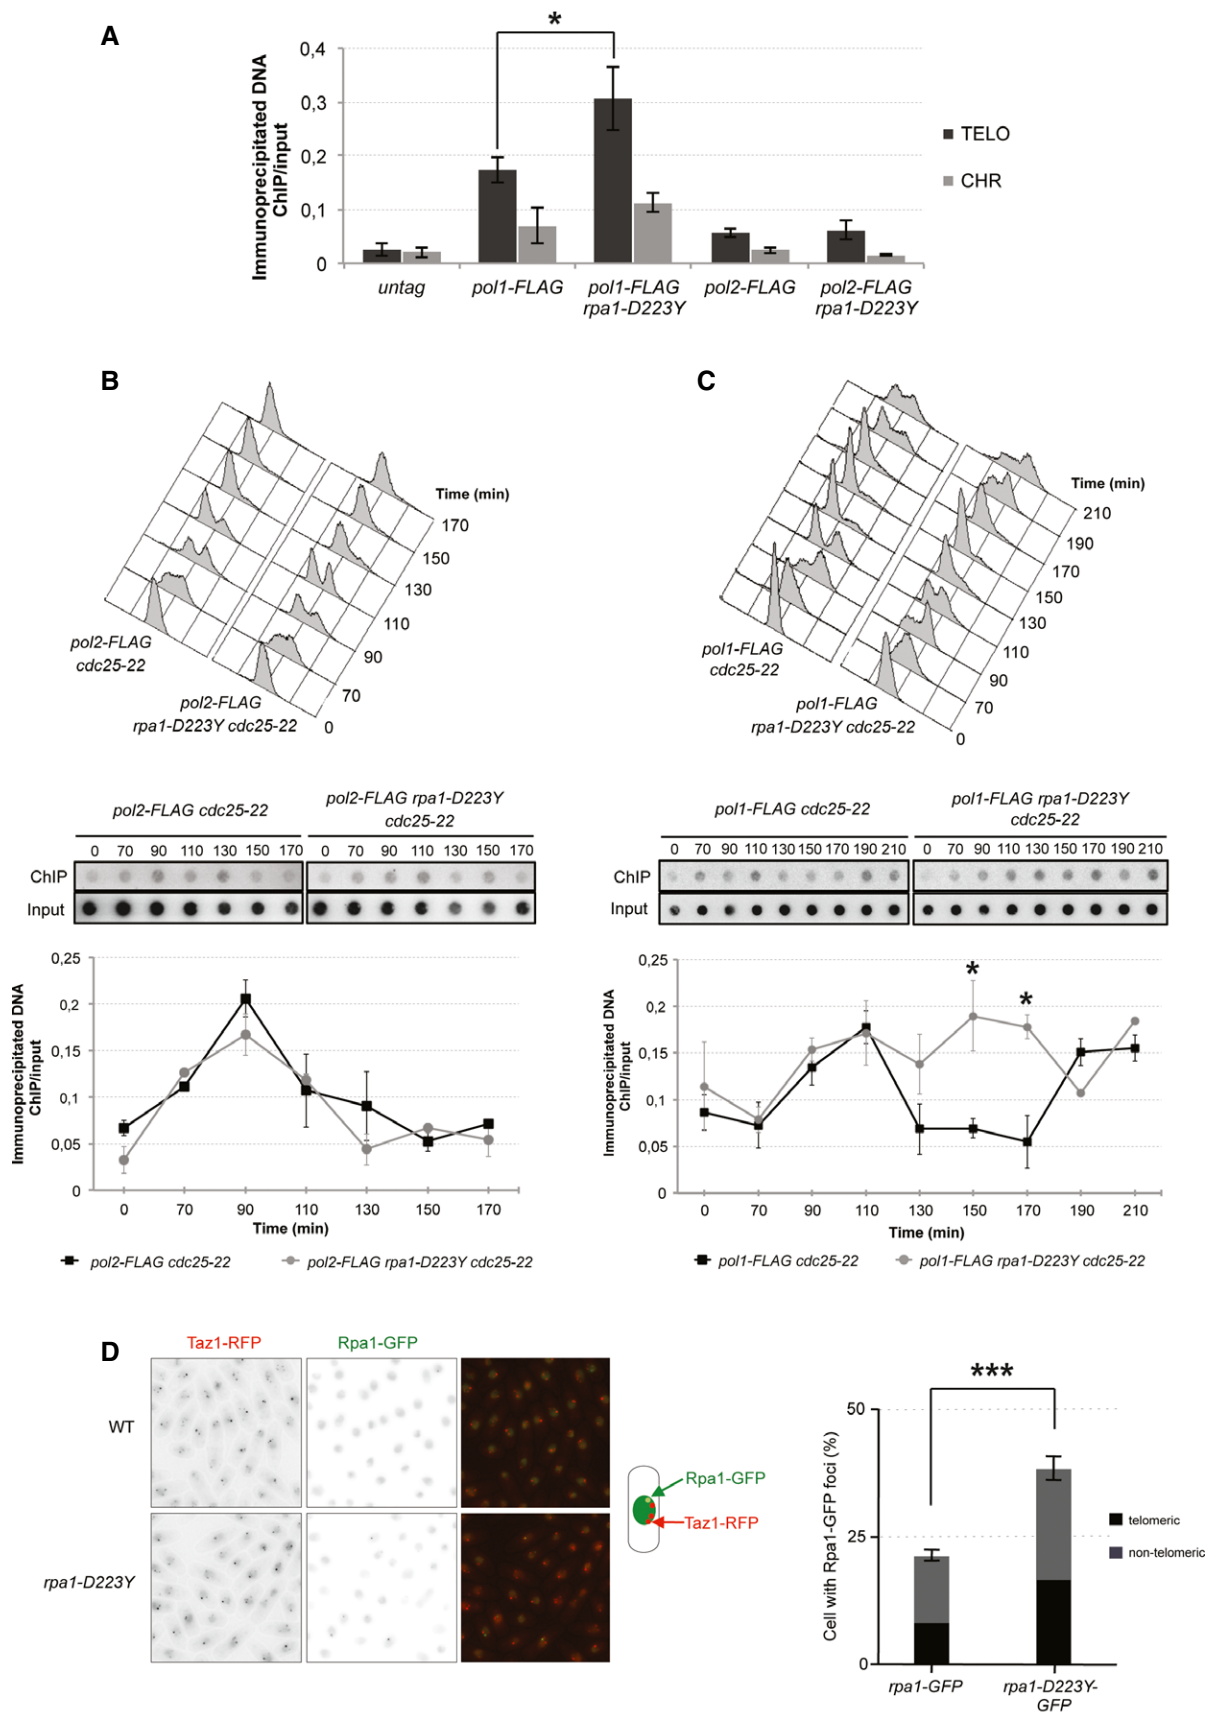 A
*
Immunoprecipitated DNA
ChIP/input
0,4
0,3
0,2
0,1
0
TELO
CHR
untag
pol1-FLAG
pol1-FLAG
rpa1-D223Y
pol2-FLAG
pol2-FLAG
rpa1-D223Y
B
Time (min)
170
150
130
110
90
70
0
pol2-FLAG
cdc25-22
pol2-FLAG
rpa1-D223Y cdc25-22
C
Time (min)
210
190
170
150
130
110
90
70
0
pol1-FLAG
cdc25-22
pol1-FLAG
rpa1-D223Y cdc25-22
pol2-FLAG cdc25-22
pol2-FLAG rpa1-D223Y
cdc25-22
0 70 90 110 130 150 170
0 70 90 110 130 150 170
ChIP
Input
pol1-FLAG cdc25-22
pol1-FLAG rpa1-D223Y
cdc25-22
0 70 90 110 130 150 170 190 210
0 70 90 110 130 150 170 190 210
ChIP
Input
Immunoprecipitated DNA
ChIP/input
0,25
0,2
0,15
0,1
0,05
0
0 70 90 110 130 150 170
Time (min)
pol2-FLAG cdc25-22
pol2-FLAG rpa1-D223Y cdc25-22
Immunoprecipitated DNA
ChIP/input
0,25
0,2
0,15
0,1
0,05
0
*
*
0 70 90 110 130 150 170 190 210
Time (min)
pol1-FLAG cdc25-22
pol1-FLAG rpa1-D223Y cdc25-22
D
Taz1-RFP
Rpa1-GFP
WT
rpa1-D223Y
Rpa1-GFP
Taz1-RFP
***
Cell with Rpa1-GFP foci (%)
50
25
0
telomeric
non-telomeric
rpa1-GFP
rpa1-D223Y-
GFP